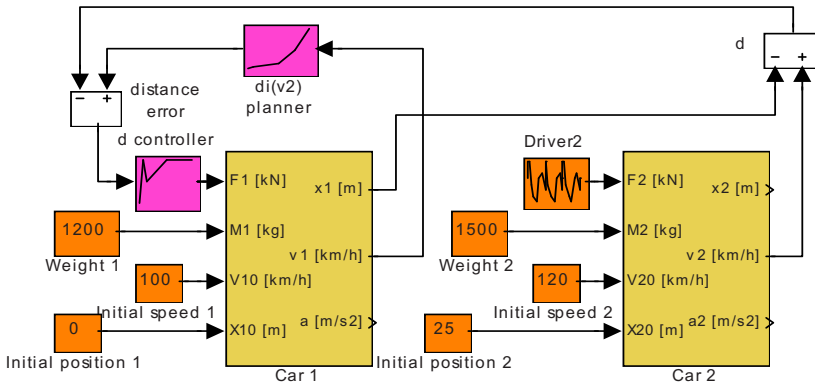 d
− +
di(v2)
planner
− +
distance
error
d controller
F1 [kN]
x1 [m]
1200
M1 [kg]
Weight 1
v1 [km/h]
100
V10 [km/h]
Initial speed 1
a [m/s2]
0
X10 [m]
Initial position 1
Car 1
Driver2
F2 [kN]
x2 [m]
1500
M2 [kg]
Weight 2
v2 [km/h]
120
V20 [km/h]
Initial speed 2
a2 [m/s2]
25
X20 [m]
Initial position 2
Car 2